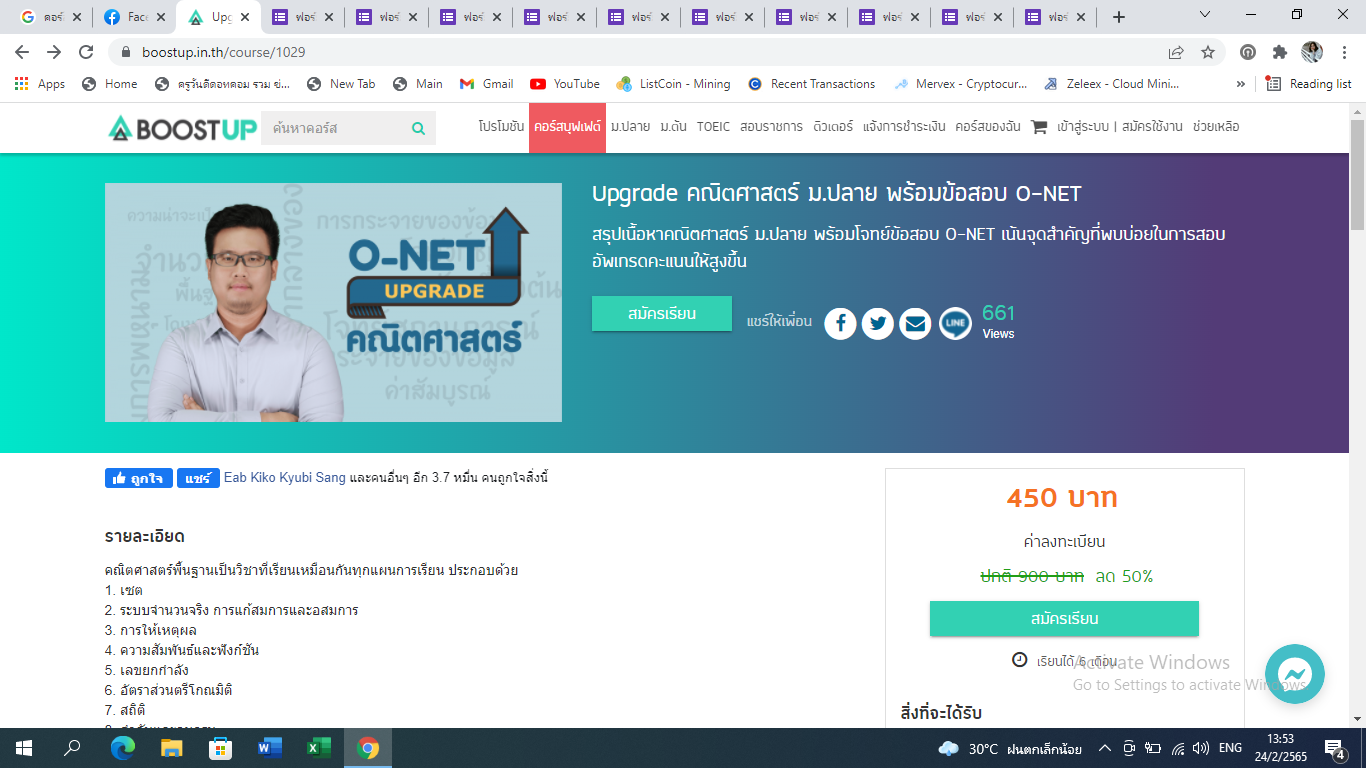 คอร์
Face
Upg
ฟอร์
ฟอร์
ฟอร์
ฟอร์
ฟอร์
ฟอร์
ฟอร์
ฟอร์
ฟอร์
ฟอร์
boostup.in.th/course/1029
Apps
Home
ครูวันดีดอทคอม รวม ข่...
New Tab
Main
Gmail
YouTube
ListCoin - Mining
Recent Transactions
Mervex - Cryptocur...
Zeleex - Cloud Mini...
»
Reading list
BOOSTUP
ค้นหาคอร์ส
โปรโมชัน
คอร์สบุฟเฟต์
ม.ปลาย
ม.ต้น
TOEIC
สอบราชการ
ติวเตอร์
แจ้งการชำระเงิน
คอร์สของฉัน
เข้าสู่ระบบ | สมัครใช้งาน
ช่วยเหลือ
การกระจายของข้อ
O-NET
UPGRADE
คณิตศาสตร์
ค่าสัมบูรณ์
Upgrade คณิตศาสตร์ ม.ปลาย พร้อมข้อสอบ O-NET
สรุปเนื้อหาคณิตศาสตร์ ม.ปลาย พร้อมโจทย์ข้อสอบ O-NET เน้นจุดสำคัญที่พบบ่อยในการสอบ
อัพเกรดคะแนนให้สูงขึ้น
สมัครเรียน
แชร์ให้เพื่อน
LINE
661
Views
ถูกใจ
แชร์
Eab Kiko Kyubi Sang และคนอื่นๆ อีก 3.7 หมื่น คนถูกใจสิ่งนี้
รายละเอียด
คณิตศาสตร์พื้นฐานเป็นวิชาที่เรียนเหมือนกันทุกแผนการเรียน ประกอบด้วย
1. เซต
2. ระบบจำนวนจริง การแก้สมการและอสมการ
3. การให้เหตุผล
4. ความสัมพันธ์และฟังก์ชัน
5. เลขยกกำลัง
6. อัตราส่วนตรีโกณมิติ
7. สถิติ
450 บาท
ค่าลงทะเบียน
ปกติ 900 บาท ลด 50%
สมัครเรียน
เรียนได้ 6 เดือน
สิ่งที่จะได้รับ
Activate Windows
Go to Settings to activate Windows.
30°C ฝนตกเล็กน้อย
ENG
13:53
24/2/2565
4